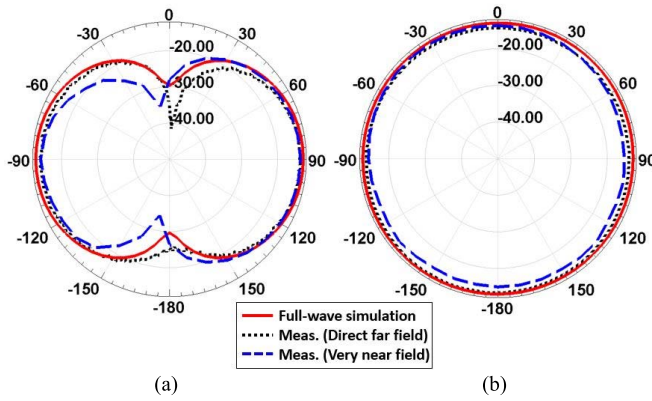 0
-30 30
-20.00
-60 -30.00 60
-40.00
-90 90
-120 120
-150 150
-180
0
-30 30
-20.00
-60 -30.00 60
-40.00
-90 90
-120 120
-150 150
-180
Full-wave simulation
Meas. (Direct far field)
Meas. (Very near field)
(a) (b)